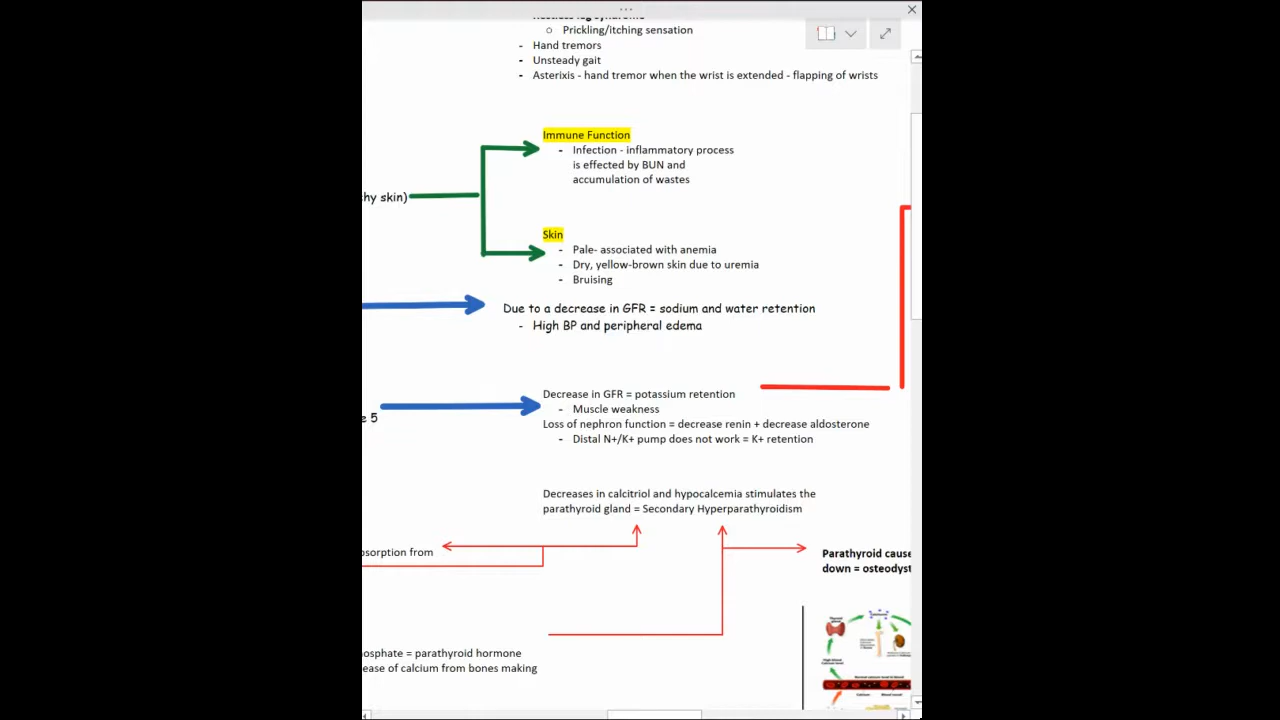 Restless leg syndrome
o Prickling/itching sensation
- Hand tremors
- Unsteady gait
- Asterixis - hand tremor when the wrist is extended - flapping of wrists
Immune Function
- Infection - inflammatory process
is effected by BUN and
accumulation of wastes
hy skin)
Skin
- Pale- associated with anemia
- Dry, yellow-brown skin due to uremia
- Bruising
Due to a decrease in GFR = sodium and water retention
- High BP and peripheral edema
Decrease in GFR = potassium retention
- Muscle weakness
e 5
Loss of nephron function = decrease renin + decrease aldosterone
- Distal N+/K+ pump does not work = K+ retention
Decreases in calcitriol and hypocalcemia stimulates the
parathyroid gland = Secondary Hyperparathyroidism
sorption from
Parathyroid cause
down = osteodyst
osphate = parathyroid hormone
ease of calcium from bones making